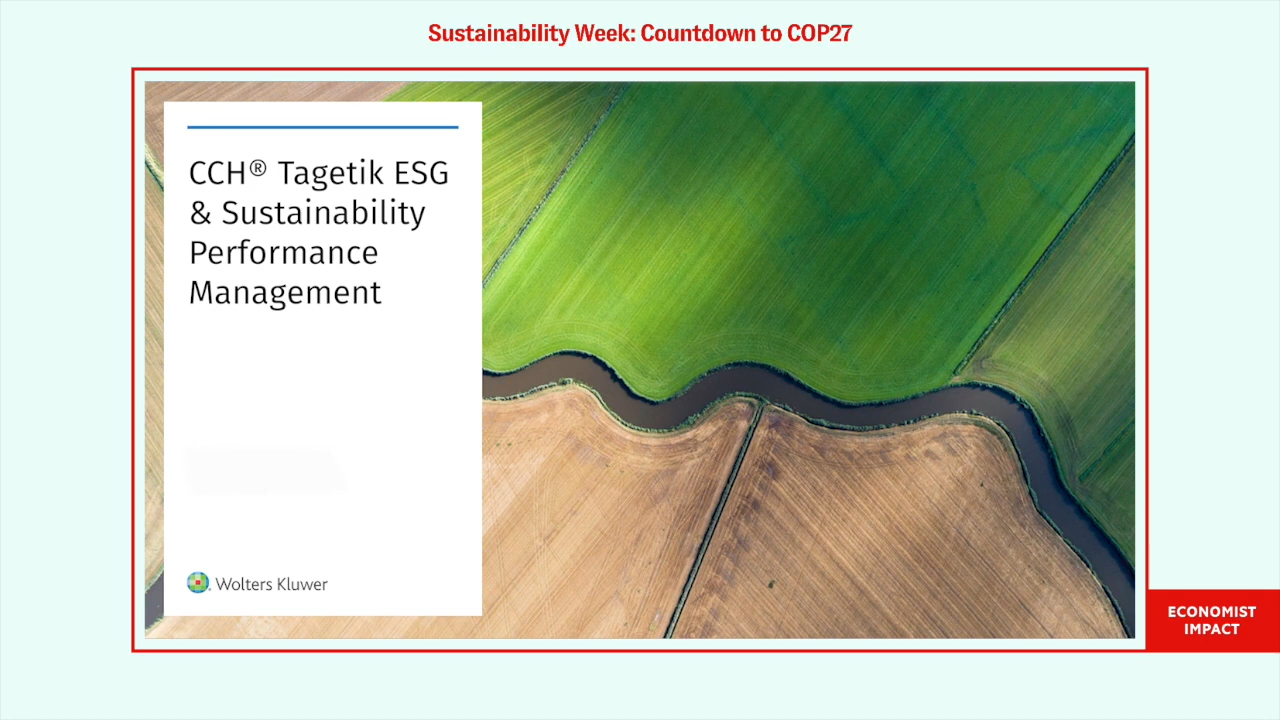 Sustainability Week: Countdown to COP27
CCH® Tagetik ESG
& Sustainability
Performance
Management
Wolters Kluwer
ECONOMIST
IMPACT